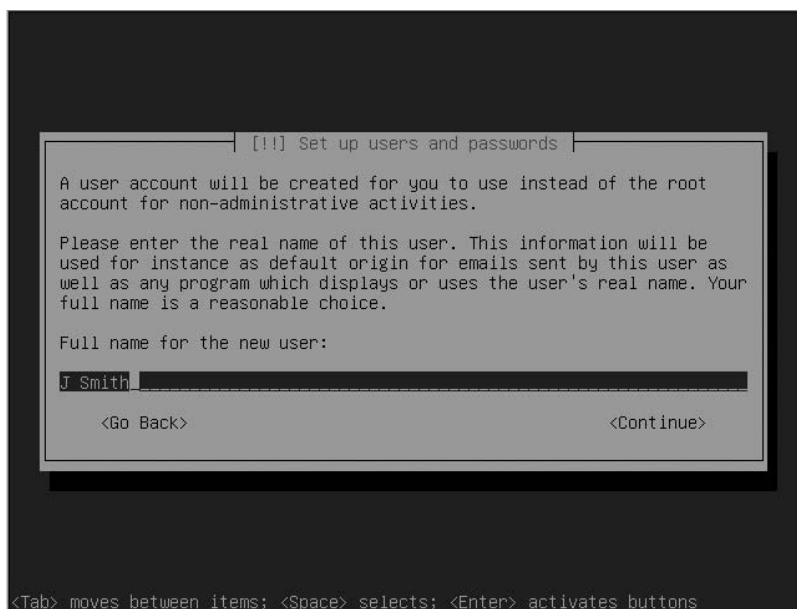 [!!] Set up users and passwords
A user account will be created for you to use instead of the root
account for non-administrative activities.
Please enter the real name of this user. This information will be
used for instance as default origin for emails sent by this user as
well as any program which displays or uses the user's real name. Your
full name is a reasonable choice.
Full name for the new user:
J Smith
<Go Back> <Continue>
<Tab> moves between items; <Space> selects; <Enter> activates buttons